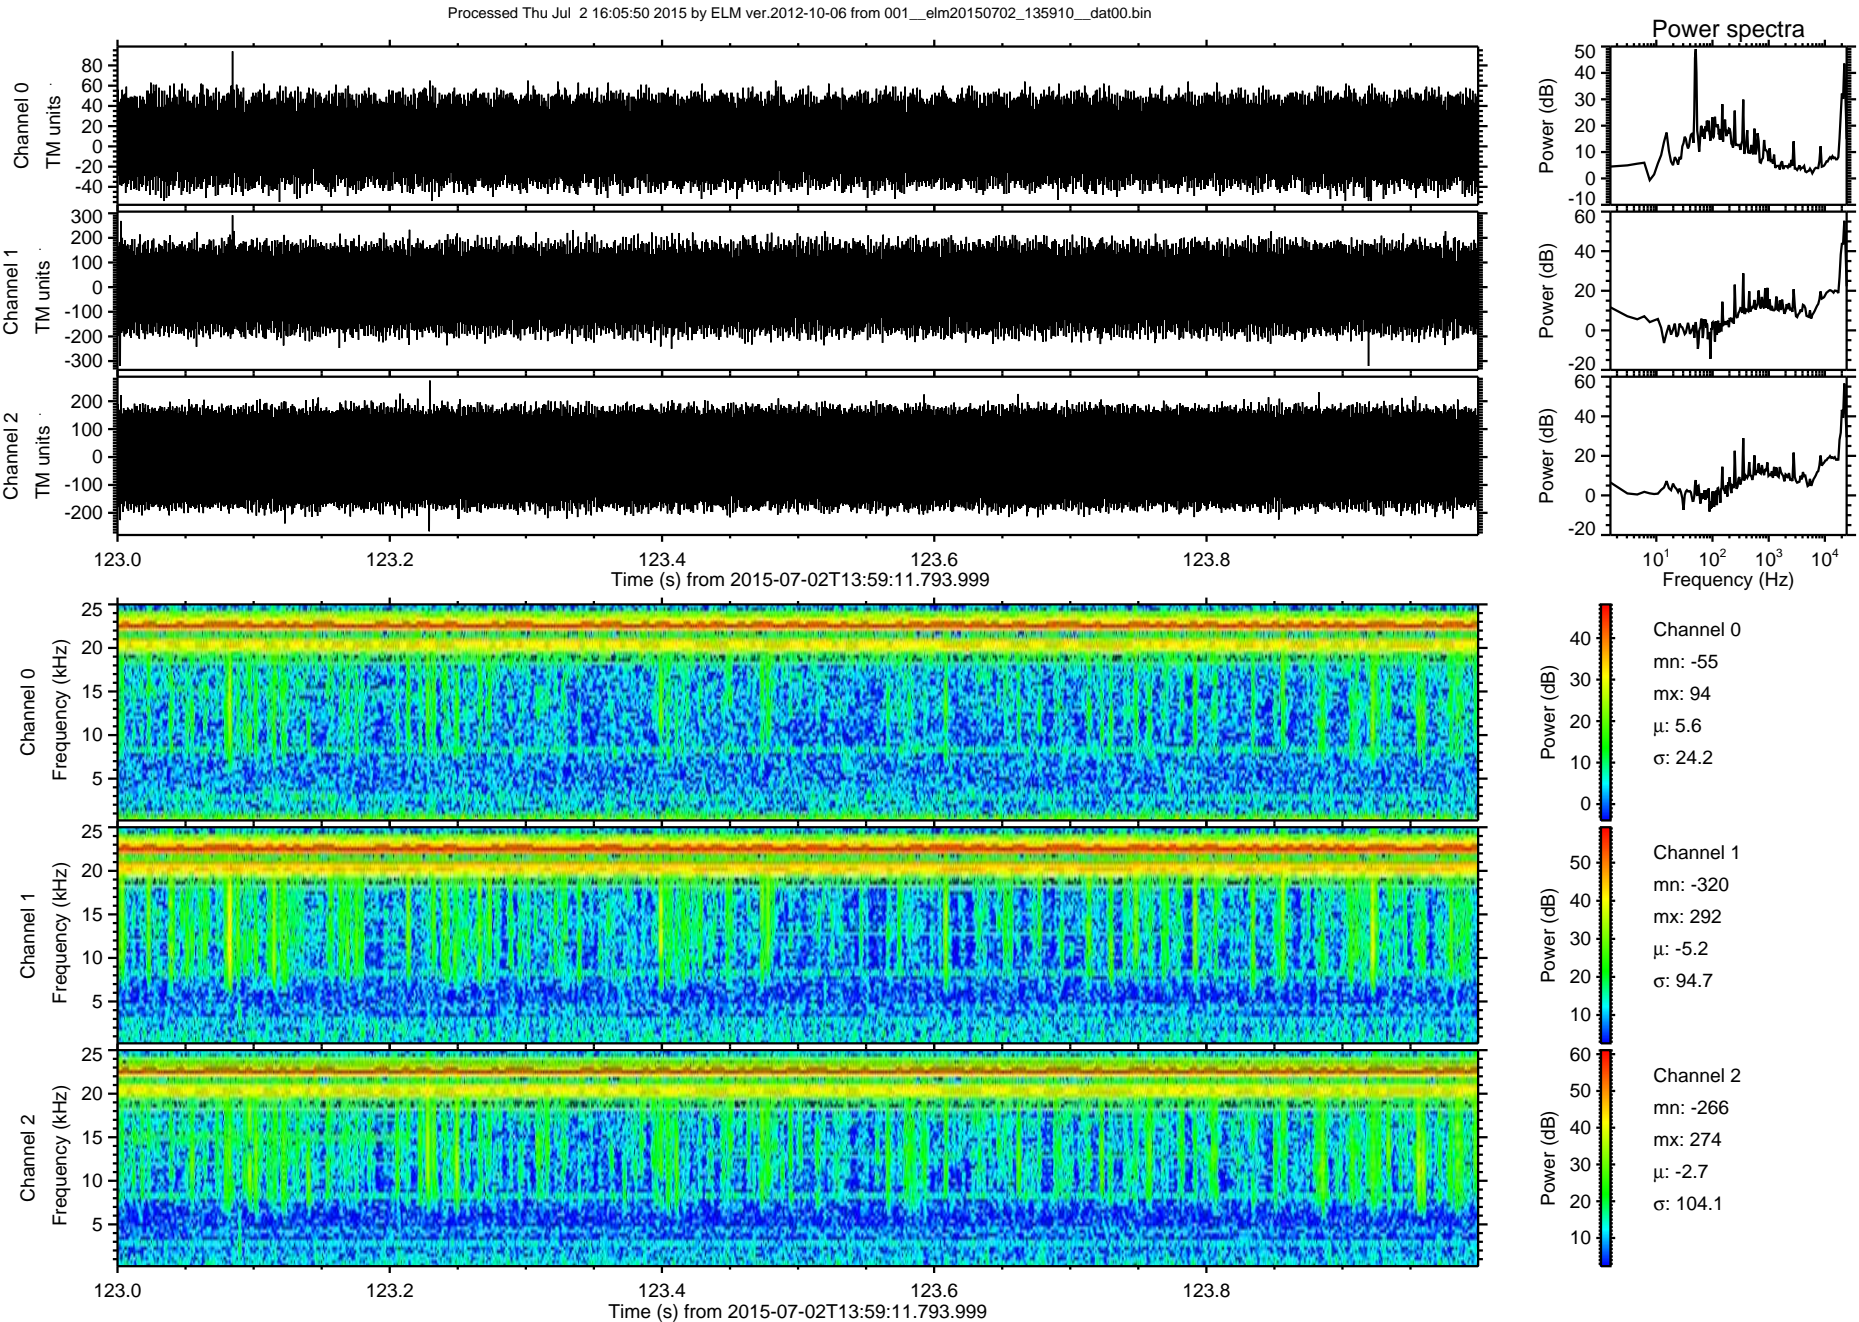 Processed Thu Jul  2 16:05:50 2015 by ELM ver.2012-10-06 from 001__elm20150702_135910__dat00.bin
Power spectra
Channel 0
TM units
80
60
40
20
0
-20
-40
Power (dB)
50
40
30
20
10
0
-10
Channel 1
TM units
300
200
100
0
-100
-200
-300
Power (dB)
60
40
20
0
-20
Channel 2
TM units
200
100
0
-100
-200
Power (dB)
60
40
20
0
-20
123.0 123.2 123.4 123.6 123.8
Time (s) from 2015-07-02T13:59:11.793.999
10¹ 10² 10³ 10⁴
Frequency (Hz)
Channel 0
Frequency (kHz)
25
20
15
10
5
Power (dB)
40
30
20
10
0
Channel 0
mn: -55
mx: 94
μ: 5.6
σ: 24.2
Channel 1
Frequency (kHz)
25
20
15
10
5
Power (dB)
50
40
30
20
10
Channel 1
mn: -320
mx: 292
μ: -5.2
σ: 94.7
Channel 2
Frequency (kHz)
25
20
15
10
5
Power (dB)
60
50
40
30
20
10
Channel 2
mn: -266
mx: 274
μ: -2.7
σ: 104.1
123.0 123.2 123.4 123.6 123.8
Time (s) from 2015-07-02T13:59:11.793.999